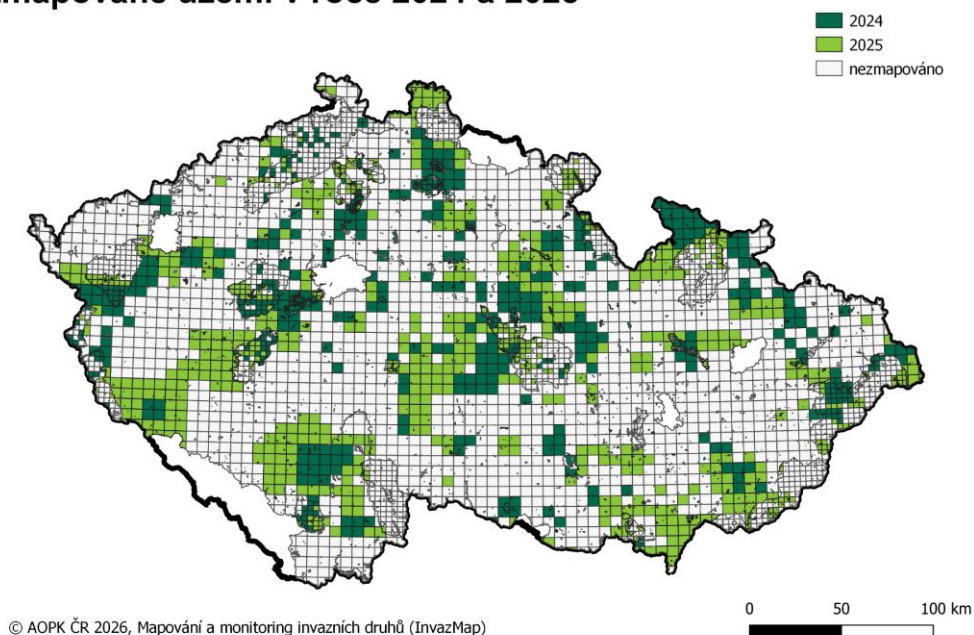 2024
2025
nezmapováno
0 50 100 km
© AOPK ČR 2026, Mapování a monitoring invazních druhů (InvazMap)